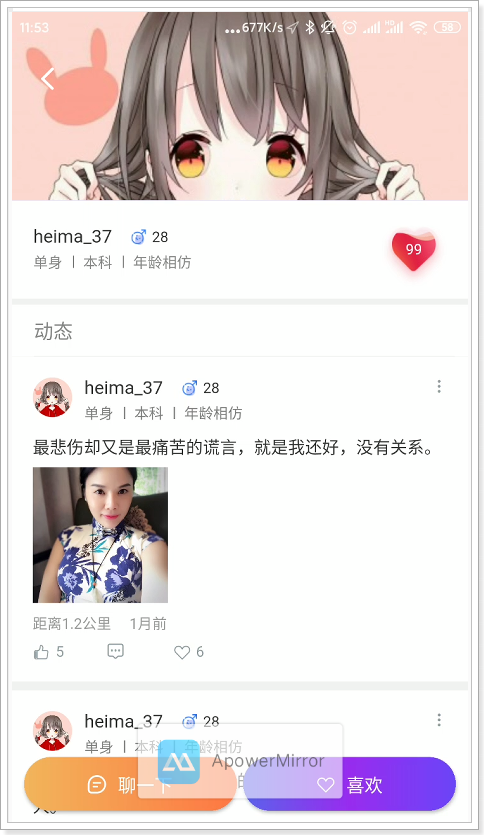 11:53 ...677K/s HD 58
heima_37 28
单身 | 本科 | 年龄相仿
99
动态
heima_37 28
单身 | 本科 | 年龄相仿
最悲伤却又是最痛苦的谎言，就是我还好，没有关系。
距离1.2公里 1月前
5 6
heima_37 28
单身 | 本科 | 年龄相仿
ApowerMirror
的
聊一下 喜欢